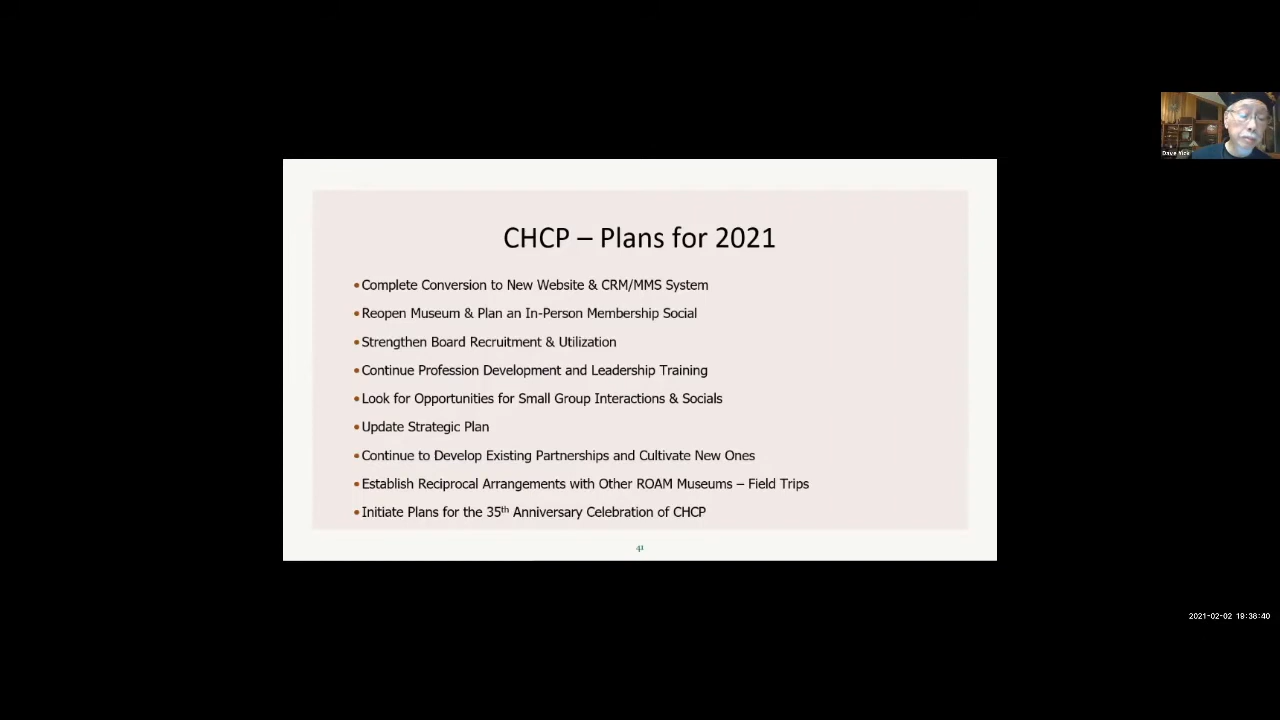 CHCP – Plans for 2021
•Complete Conversion to New Website & CRM/MMS System
•Reopen Museum & Plan an In-Person Membership Social
•Strengthen Board Recruitment & Utilization
•Continue Profession Development and Leadership Training
•Look for Opportunities for Small Group Interactions & Socials
•Update Strategic Plan
•Continue to Develop Existing Partnerships and Cultivate New Ones
•Establish Reciprocal Arrangements with Other ROAM Museums – Field Trips
•Initiate Plans for the 35th Anniversary Celebration of CHCP
41
Dave Yick
2021-02-02 19:38:40